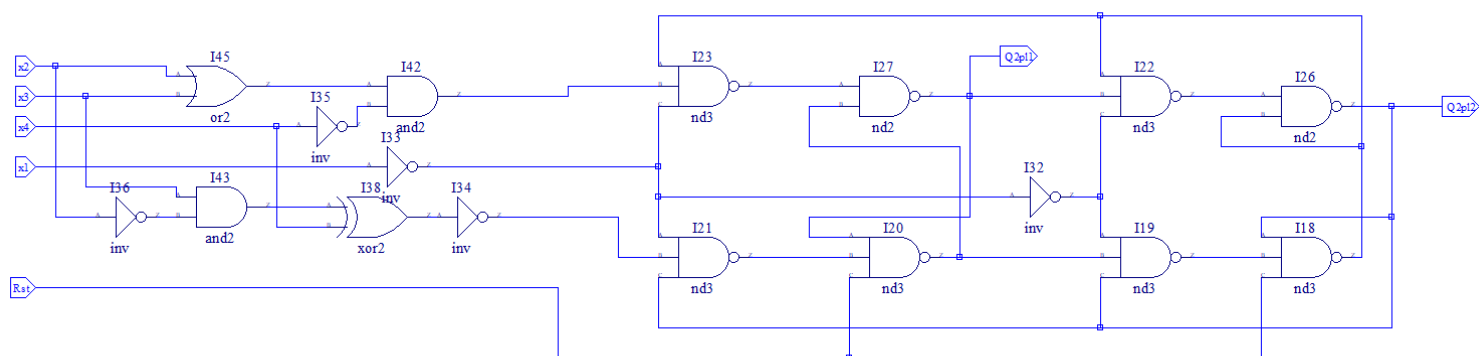 I45
I42
I23
I27
Q2pl1
I22
I26
x2
A
B
Z
or2
x3
I35
A
B
Z
and2
A
B
C
Z
nd3
A
B
Z
nd2
A
B
C
Z
nd3
A
B
Z
nd2
Q2pl2
x4
A
Z
inv
I33
x1
A
Z
inv
I32
A
Z
inv
I36
A
Z
inv
I43
A
B
Z
and2
I38
A
B
Z
xor2
I34
A
Z
inv
I21
A
B
C
Z
nd3
I20
A
B
C
Z
nd3
I19
A
B
C
Z
nd3
I18
A
B
C
Z
nd3
Rst